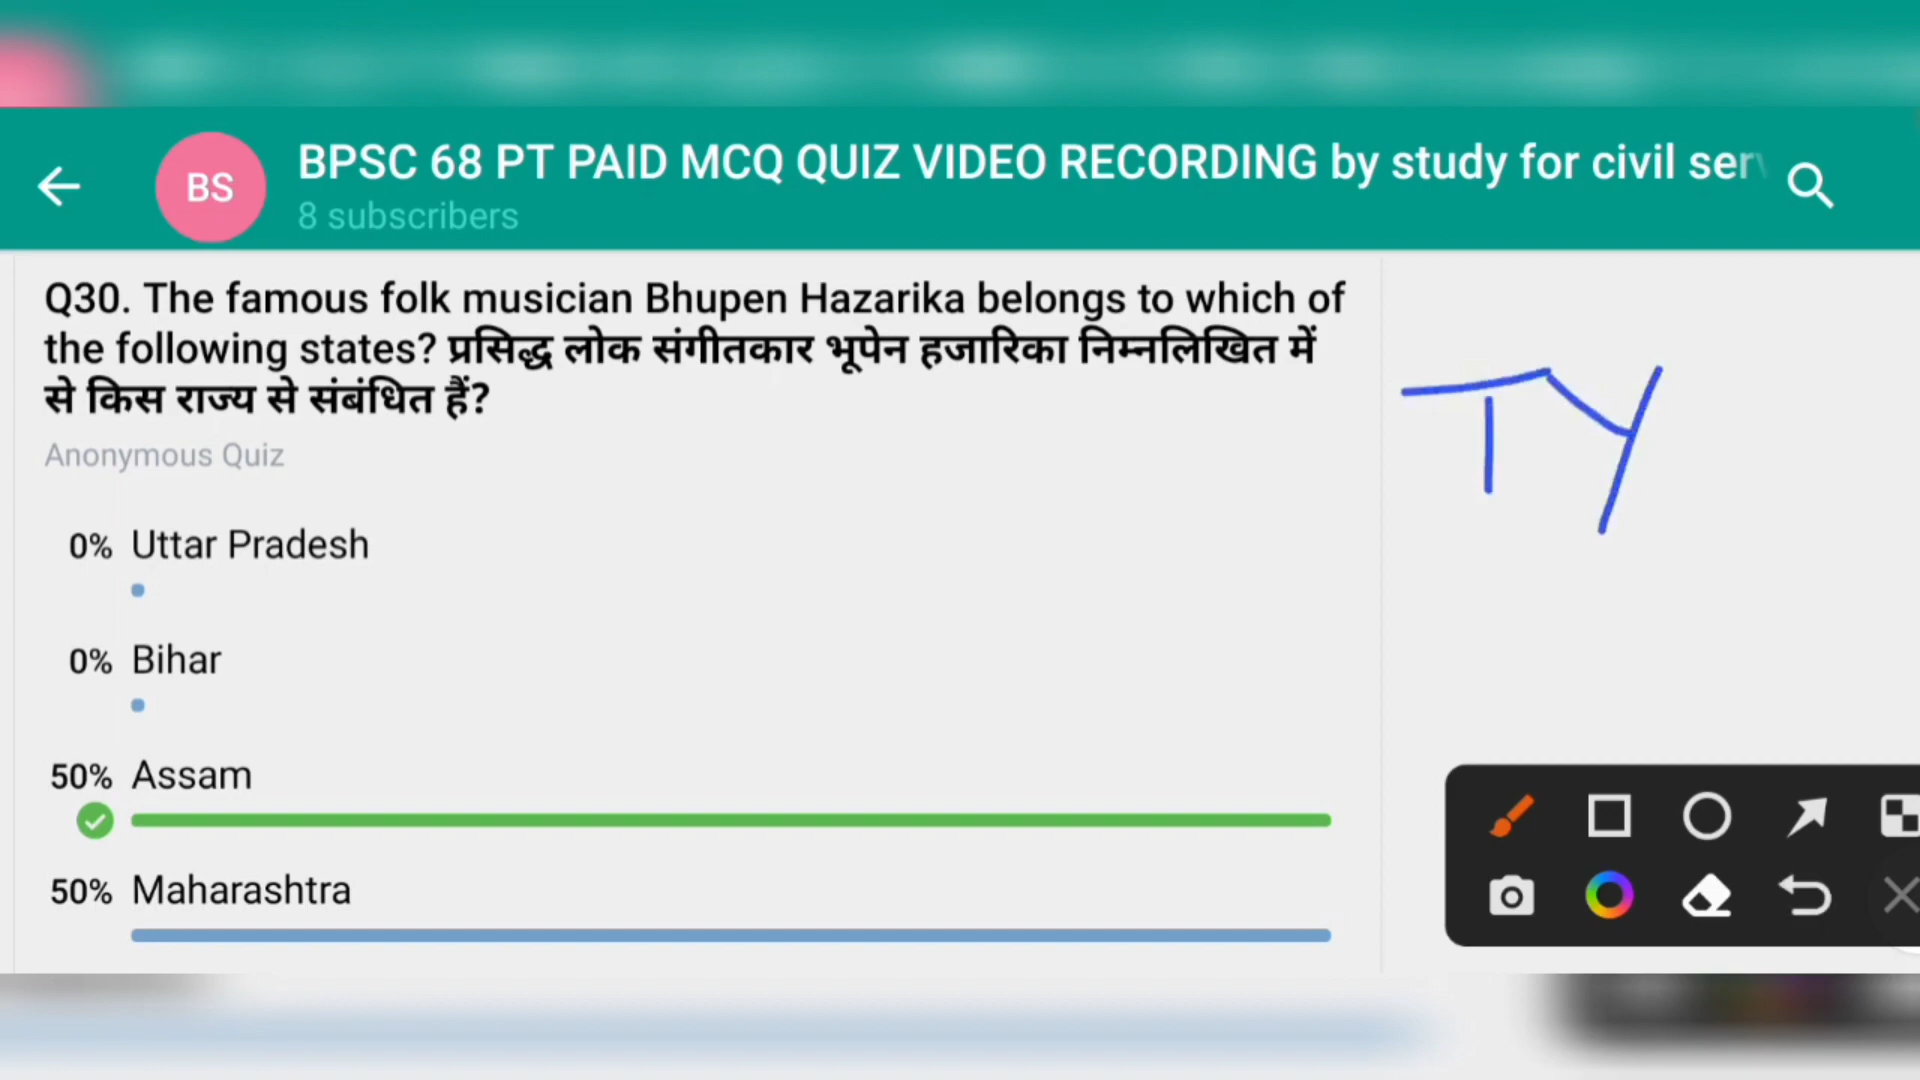 BS
BPSC 68 PT PAID MCQ QUIZ VIDEO RECORDING by study for civil serv
8 subscribers
Q30. The famous folk musician Bhupen Hazarika belongs to which of
the following states? प्रसिद्ध लोक संगीतकार भूपेन हजारिका निम्नलिखित में
से किस राज्य से संबंधित हैं?
Anonymous Quiz
0% Uttar Pradesh
0% Bihar
50% Assam
50% Maharashtra
TY